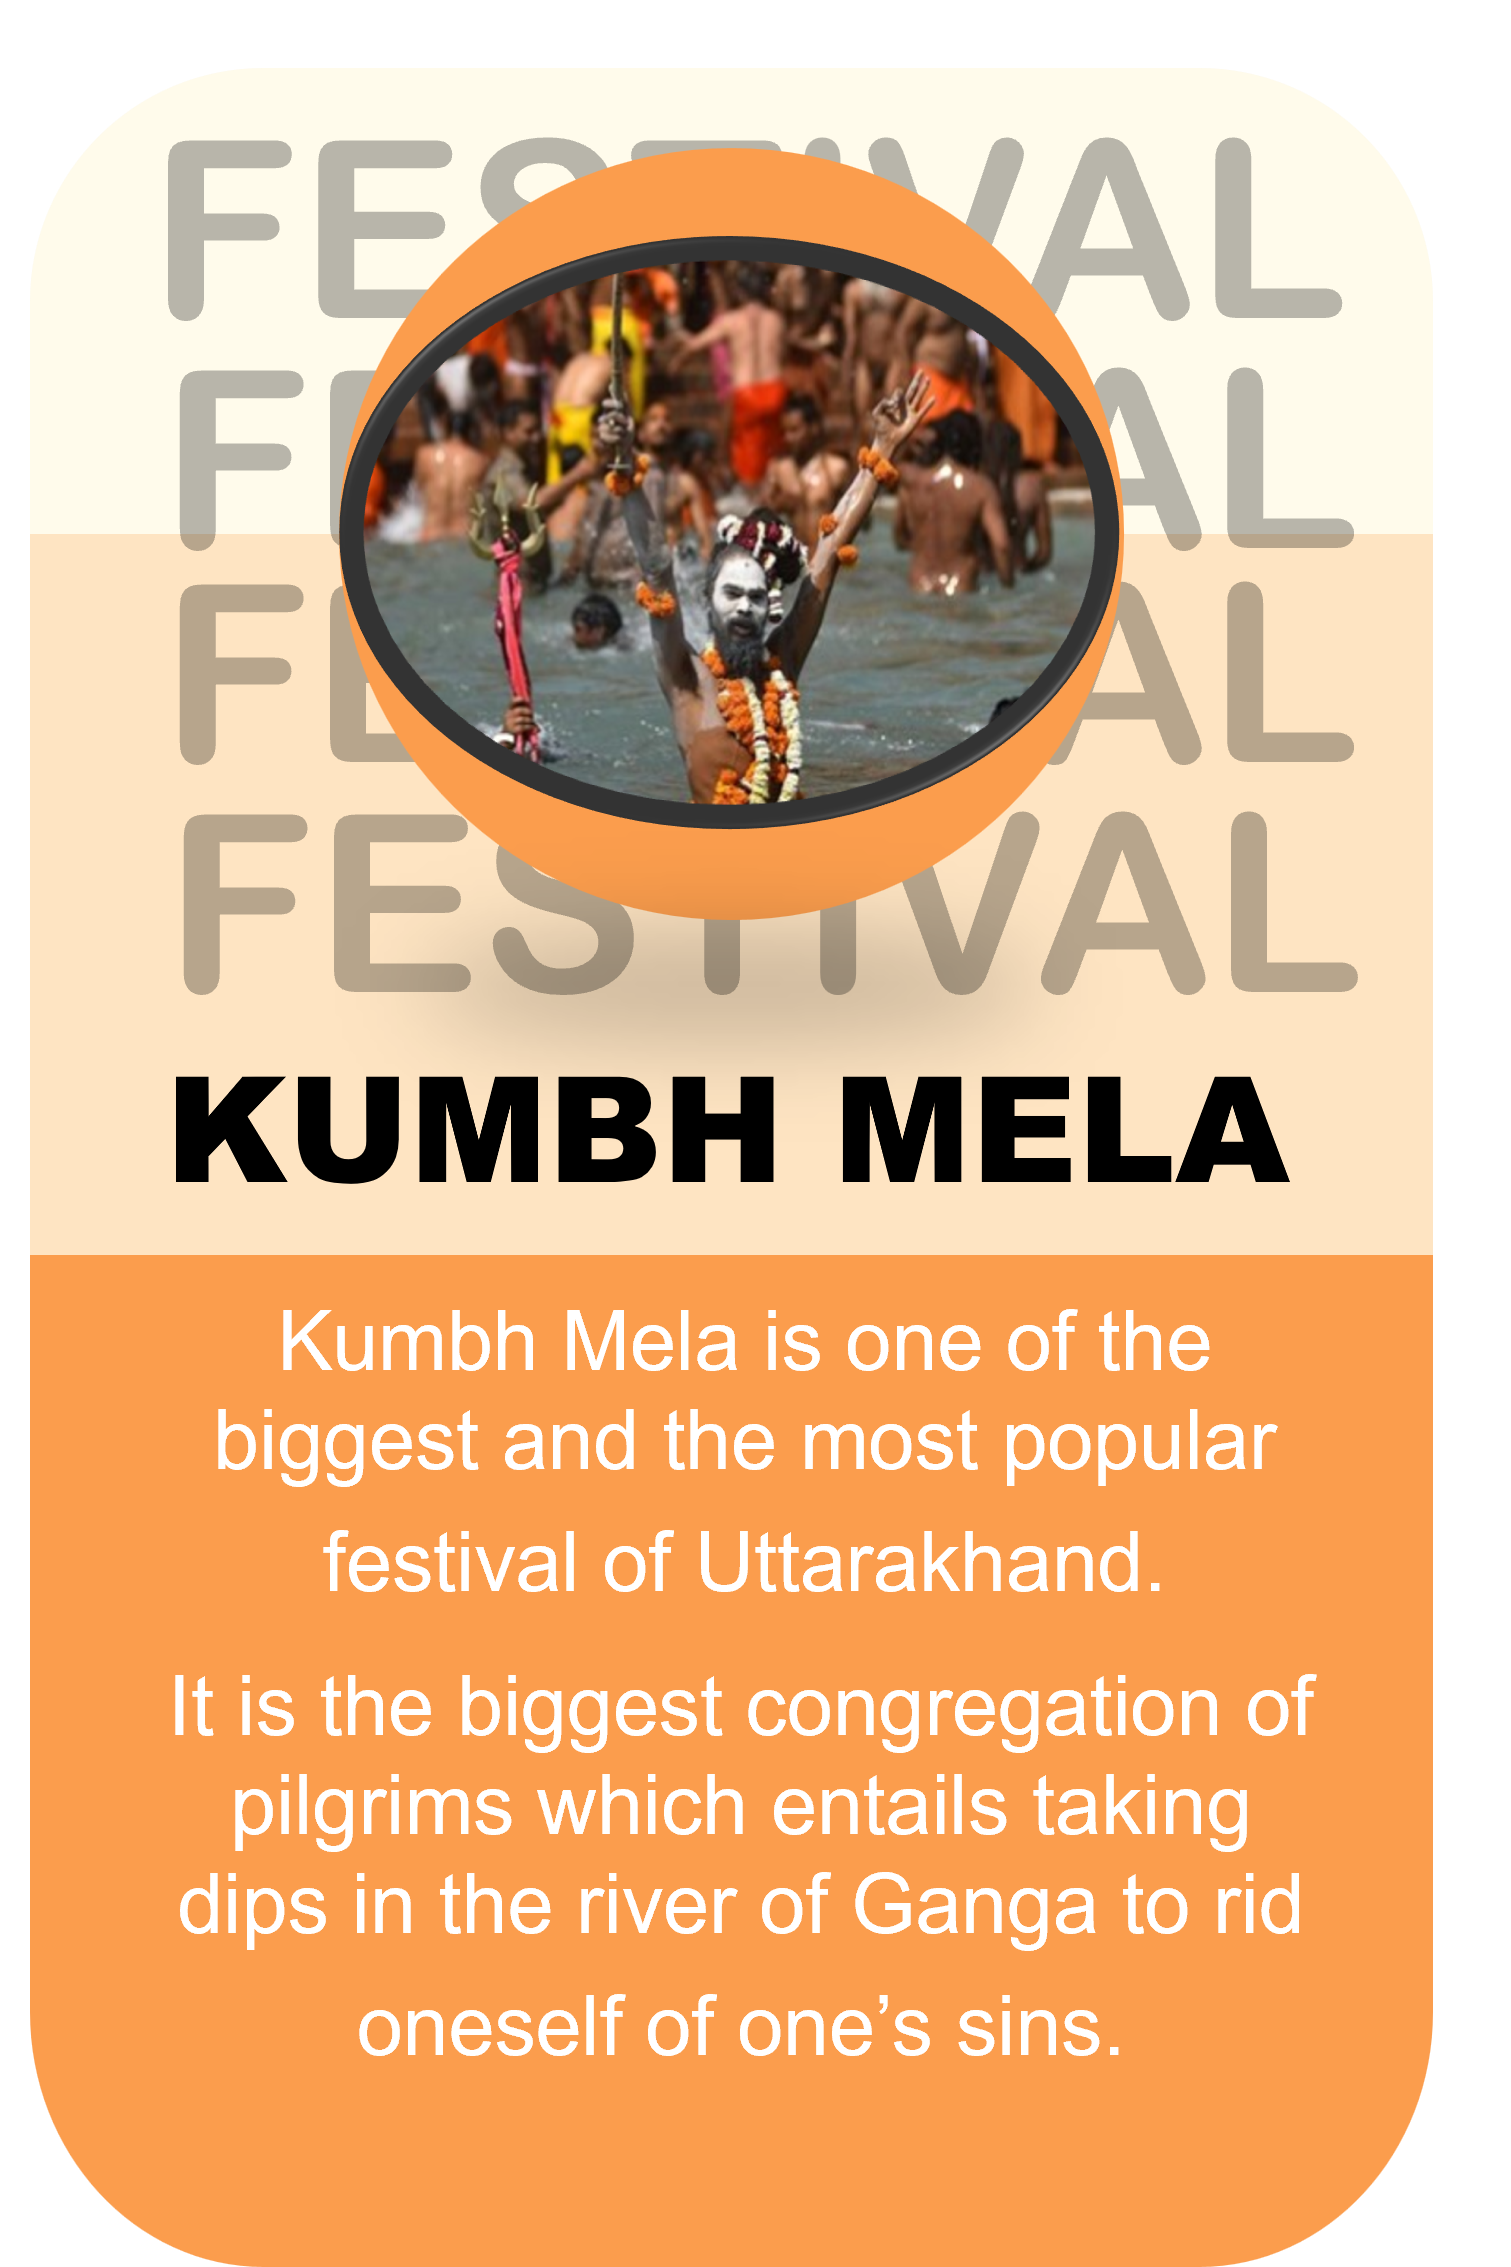 FESTIVAL
FESTIVAL
FESTIVAL
FESTIVAL
KUMBH MELA
Kumbh Mela is one of the
biggest and the most popular
festival of Uttarakhand.
It is the biggest congregation of
pilgrims which entails taking
dips in the river of Ganga to rid
oneself of one’s sins.